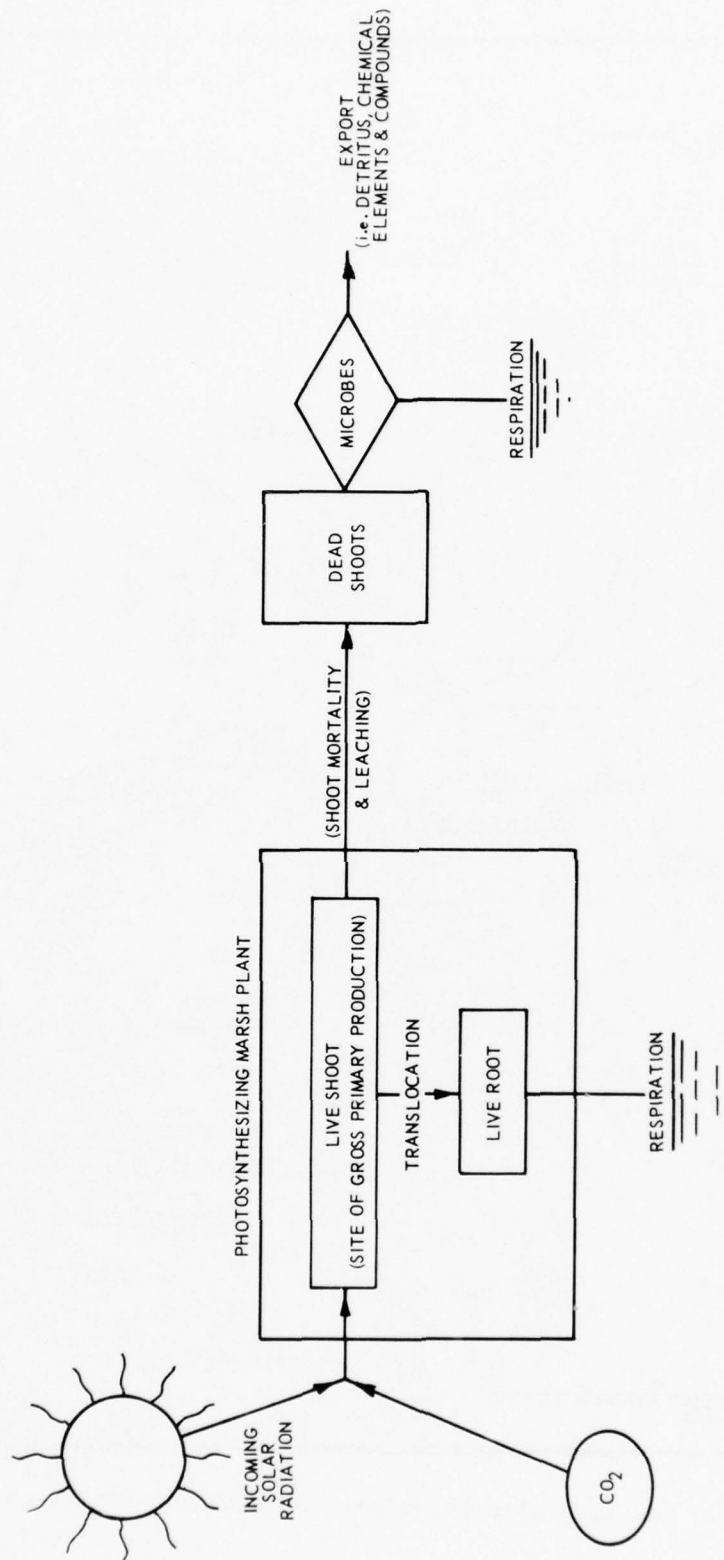 INCOMING
SOLAR
RADIATION
CO2
PHOTOSYNTHESIZING MARSH PLANT
LIVE SHOOT
(SITE OF GROSS PRIMARY PRODUCTION)
TRANSLOCATION
LIVE ROOT
RESPIRATION
(SHOOT MORTALITY
& LEACHING)
DEAD
SHOOTS
MICROBES
RESPIRATION
EXPORT
(i.e. DETRITUS, CHEMICAL
ELEMENTS & COMPOUNDS)